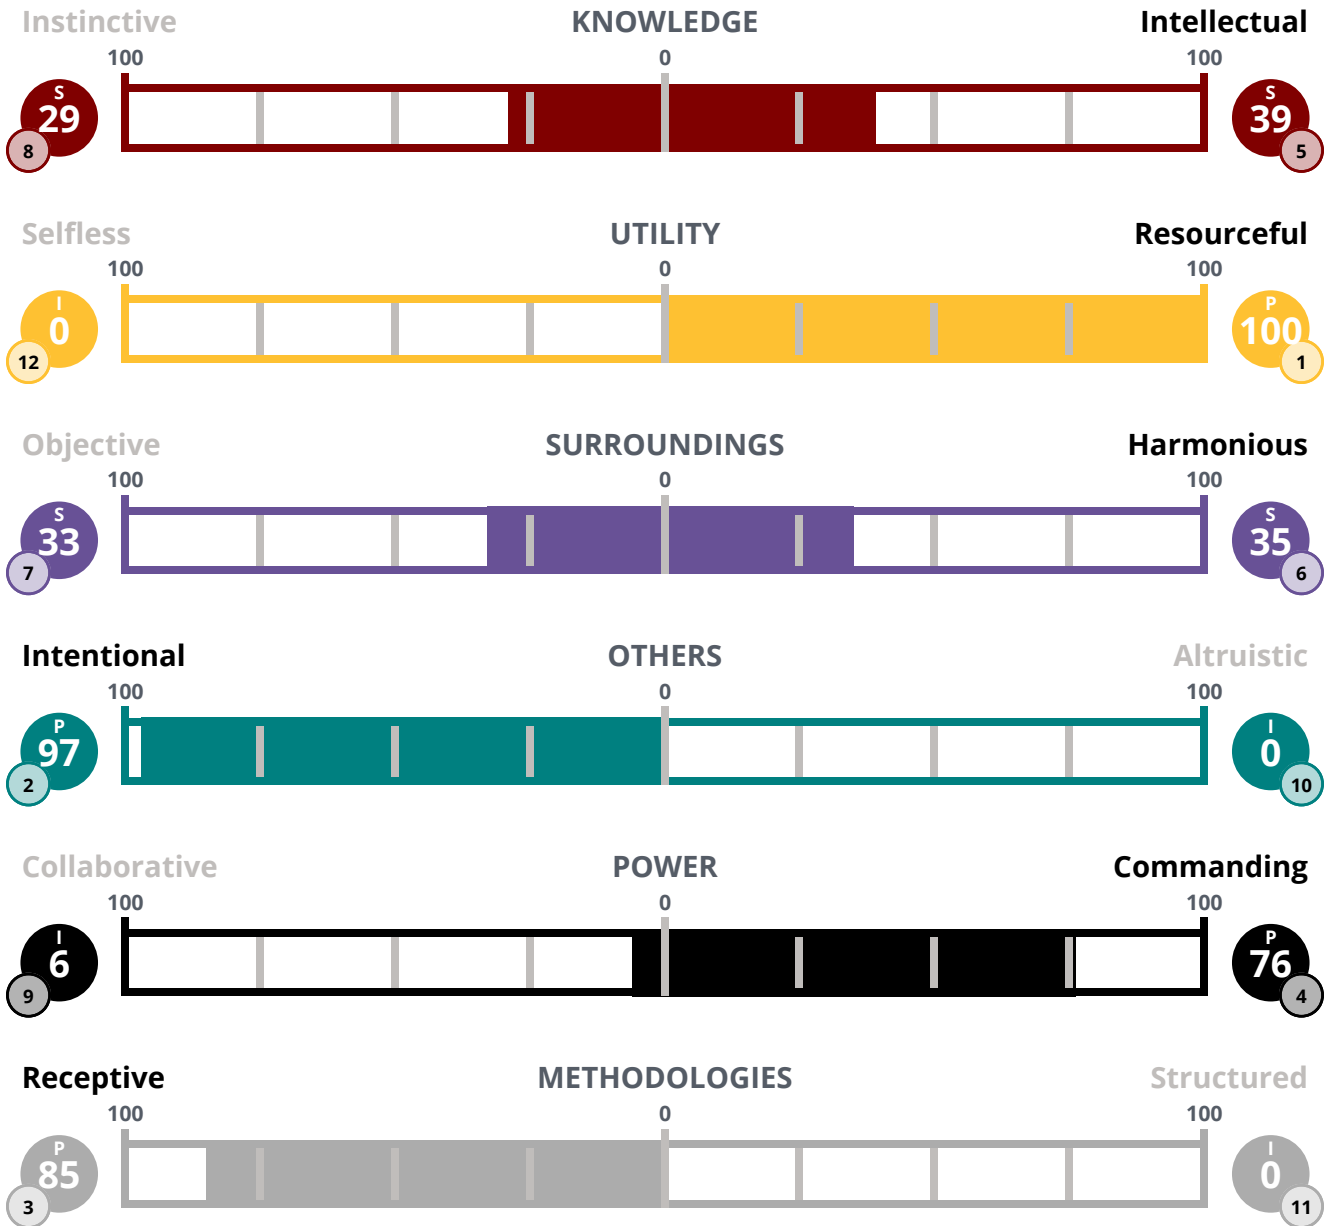 Instinctive KNOWLEDGE Intellectual
100 0 100
S S
29 39
8 5
Selfless UTILITY Resourceful
100 0 100
I P
0 100
12 1
Objective SURROUNDINGS Harmonious
100 0 100
S S
33 35
7 6
Intentional OTHERS Altruistic
100 0 100
P I
97 0
2 10
Collaborative POWER Commanding
100 0 100
I P
6 76
9 4
Receptive METHODOLOGIES Structured
100 0 100
P I
85 0
3 11